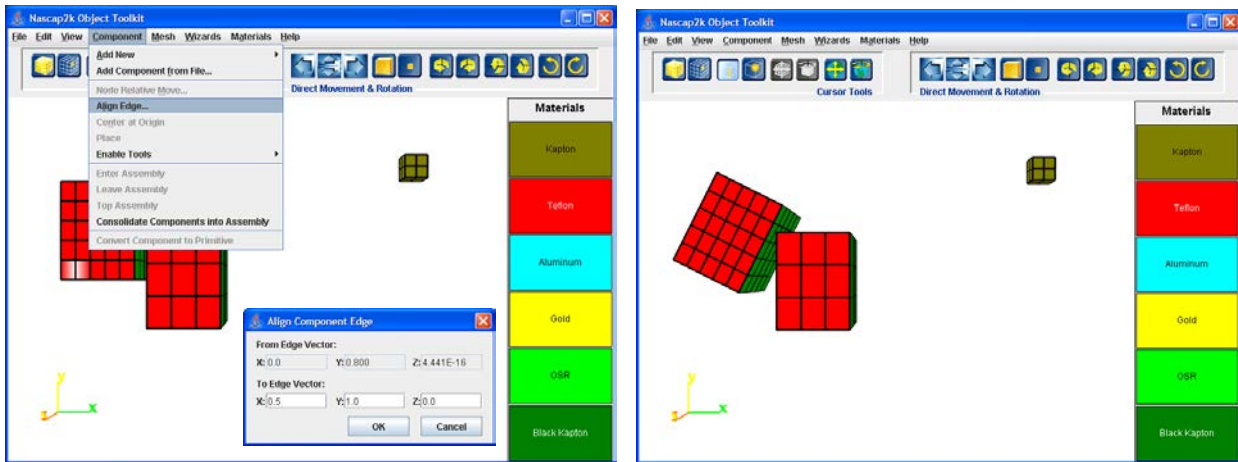 Nascap2k Object Toolkit
File Edit View Component Mesh Wizards Materials Help
Add New
Add Component from File...
Node Relative Move...
Align Edge...
Center at Origin
Place
Enable Tools
Enter Assembly
Leave Assembly
Top Assembly
Consolidate Components into Assembly
Convert Component to Primitive
Direct Movement & Rotation
Materials
Kapton
Teflon
Aluminum
Gold
OSR
Black Kapton
y
x
z
Align Component Edge
From Edge Vector:
X: 0.0 Y: 0.800 Z: 4.441E-16
To Edge Vector:
X: 0.5 Y: 1.0 Z: 0.0
OK Cancel
Nascap2k Object Toolkit
File Edit View Component Mesh Wizards Materials Help
Cursor Tools
Direct Movement & Rotation
Materials
Kapton
Teflon
Aluminum
Gold
OSR
Black Kapton
y
x
z